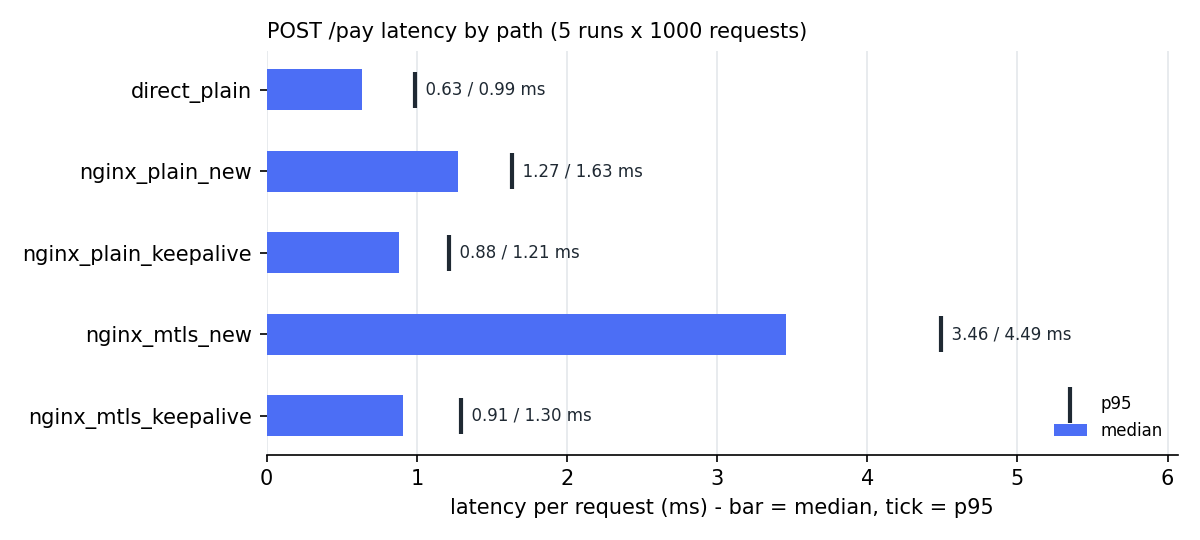 POST /pay latency by path (5 runs x 1000 requests)
direct_plain
0.63 / 0.99 ms
nginx_plain_new
1.27 / 1.63 ms
nginx_plain_keepalive
0.88 / 1.21 ms
nginx_mtls_new
3.46 / 4.49 ms
nginx_mtls_keepalive
0.91 / 1.30 ms
p95
median
0 1 2 3 4 5 6
latency per request (ms) - bar = median, tick = p95